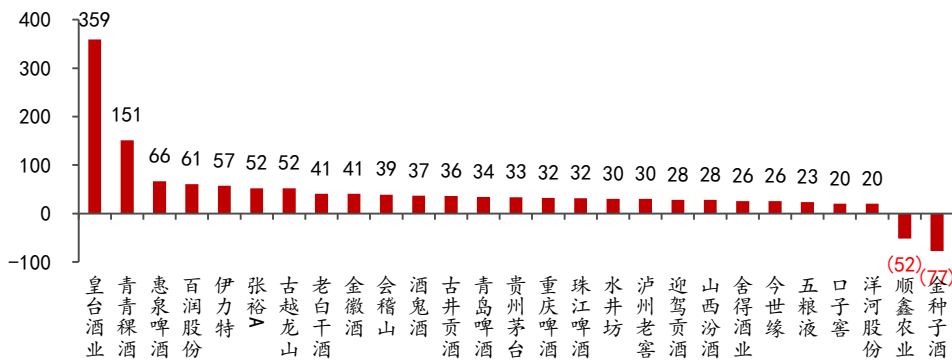 400
300
200
100
0
-100
359
151
66
61
57
52
52
41
41
39
37
36
34
33
32
32
30
30
28
28
26
26
23
20
20
(52)
(77)
皇台酒业
青青稞酒
惠泉啤酒
百润股份
伊力特
张裕A
古越龙山
老白干酒
金徽酒
会稽山
酒鬼酒
古井贡酒
青岛啤酒
贵州茅台
重庆啤酒
珠江啤酒
水井坊
泸州老窖
迎驾贡酒
山西汾酒
舍得酒业
今世缘
五粮液
口子窖
洋河股份
顺鑫农业
金种子酒